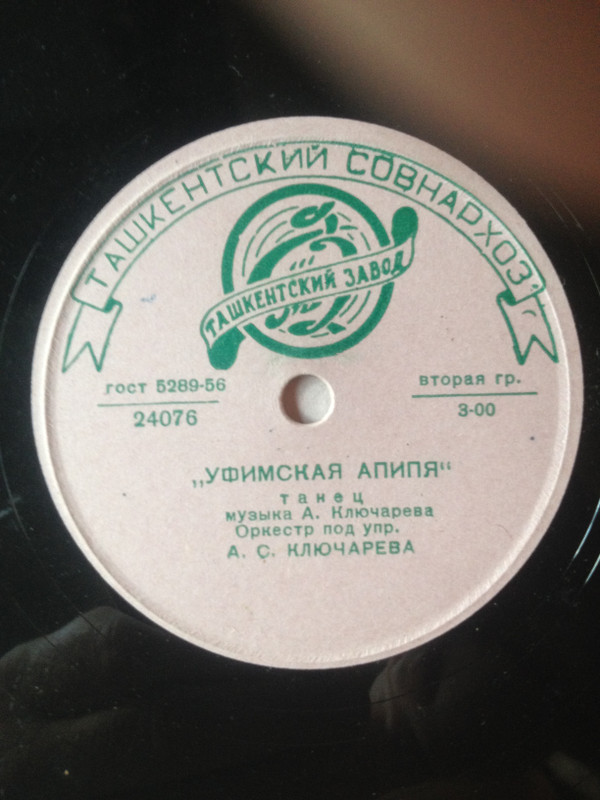 ТАШКЕНТСКИЙ СОВНАРХОЗ
ТАШКЕНТСКИЙ ЗАВОД
гост 5289-56
24076
вторая гр.
3-00
„УФИМСКАЯ АПИПЯ“
танец
музыка А. Ключарева
Оркестр под упр.
А. С. КЛЮЧАРЕВА